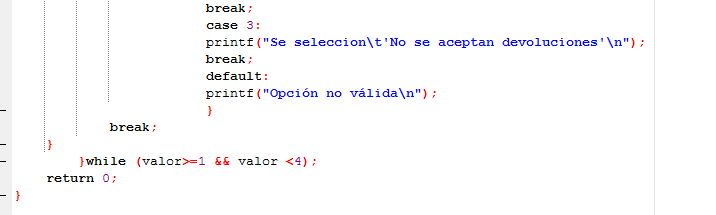 break;
case 3:
printf("Se seleccion\t'No se aceptan devoluciones'\n");
break;
default:
printf("Opción no válida\n");
}
break;
}
}while (valor>=1 && valor <4);
return 0;
}